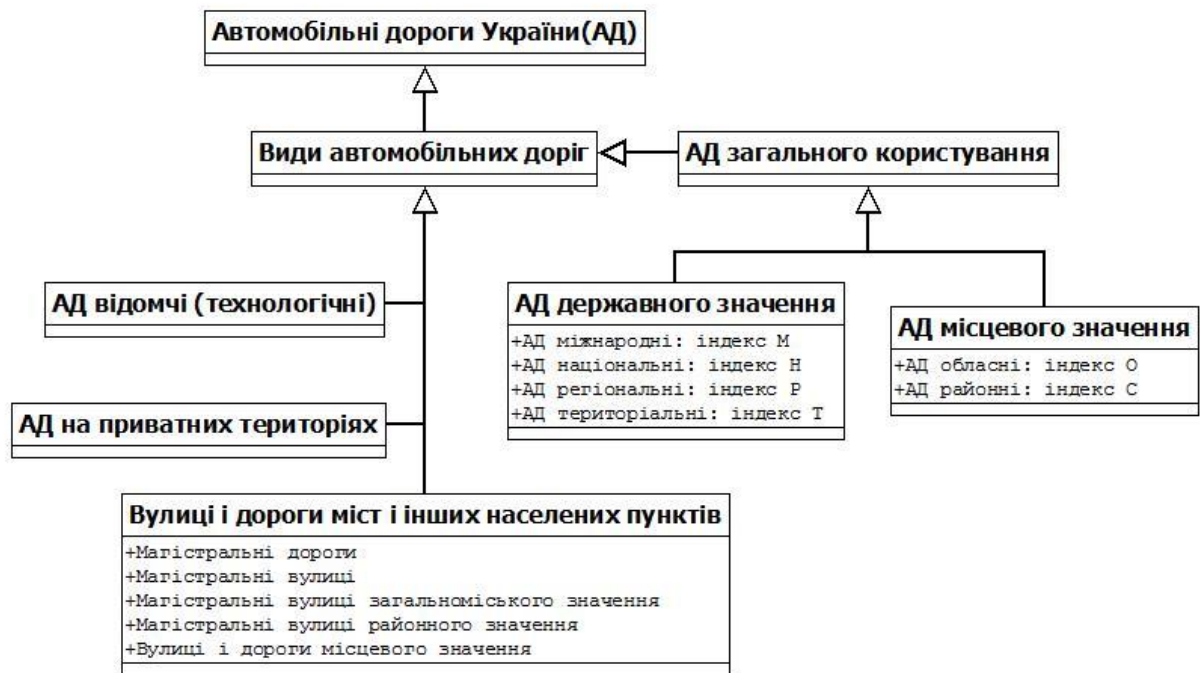 Автомобільні дороги України(АД)
Види автомобільних доріг
АД загального користування
АД відомчі (технологічні)
АД державного значення
+АД міжнародні: індекс М
+АД національні: індекс Н
+АД регіональні: індекс Р
+АД територіальні: індекс Т
АД місцевого значення
+АД обласні: індекс О
+АД районні: індекс С
АД на приватних територіях
Вулиці і дороги міст і інших населених пунктів
+Магістральні дороги
+Магістральні вулиці
+Магістральні вулиці загальноміського значення
+Магістральні вулиці районного значення
+Вулиці і дороги місцевого значення